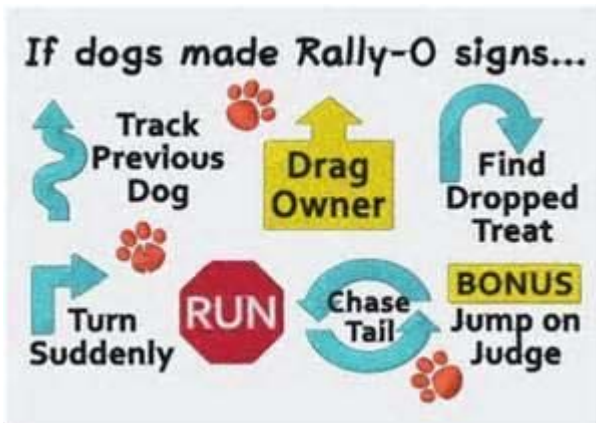 If dogs made Rally-O signs...
Track
Previous
Dog
Drag
Owner
Find
Dropped
Treat
Turn
Suddenly
RUN
Chase
Tail
BONUS
Jump on
Judge